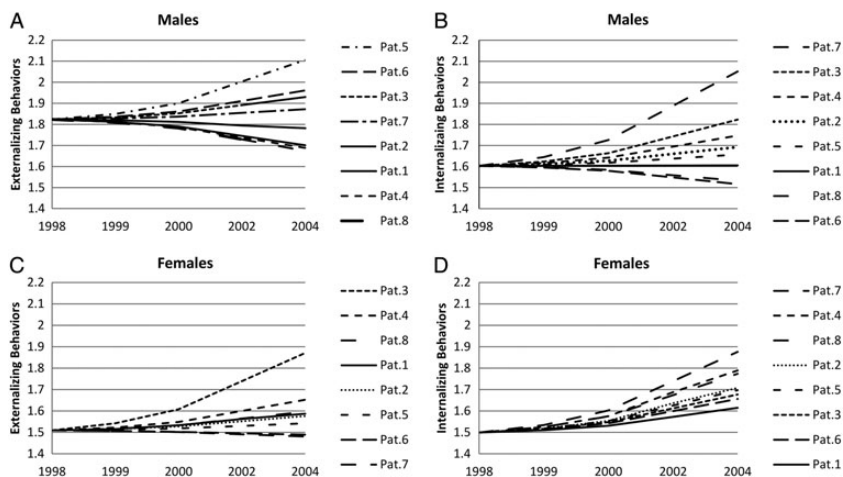 A
Males
Externalizing Behaviors
2.2
2.1
2
1.9
1.8
1.7
1.6
1.5
1.4
1998 1999 2000 2002 2004
Pat.5
Pat.6
Pat.3
Pat.7
Pat.2
Pat.1
Pat.4
Pat.8
B
Males
Internalizaing Behaviors
2.2
2.1
2
1.9
1.8
1.7
1.6
1.5
1.4
1998 1999 2000 2002 2004
Pat.7
Pat.3
Pat.4
Pat.2
Pat.5
Pat.1
Pat.8
Pat.6
C
Females
Externalizing Behaviors
2.2
2.1
2
1.9
1.8
1.7
1.6
1.5
1.4
1998 1999 2000 2002 2004
Pat.3
Pat.4
Pat.8
Pat.1
Pat.2
Pat.5
Pat.6
Pat.7
D
Females
Internalizing Behaviors
2.2
2.1
2
1.9
1.8
1.7
1.6
1.5
1.4
1998 1999 2000 2002 2004
Pat.7
Pat.4
Pat.8
Pat.2
Pat.5
Pat.3
Pat.6
Pat.1